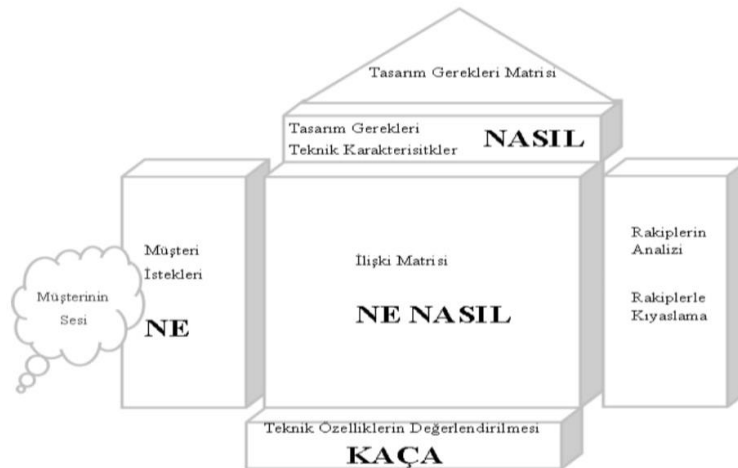 Tasarım Gerekleri Matrisi
Tasarım Gerekleri
Teknik Karakterisitkler
NASIL
Müşterinin
Sesi
Müşteri
İstekleri
NE
İlişki Matrisi
NE NASIL
Rakiplerin
Analizi
Rakiplerle
Kıyaslama
Teknik Özelliklerin Değerlendirilmesi
KAÇA